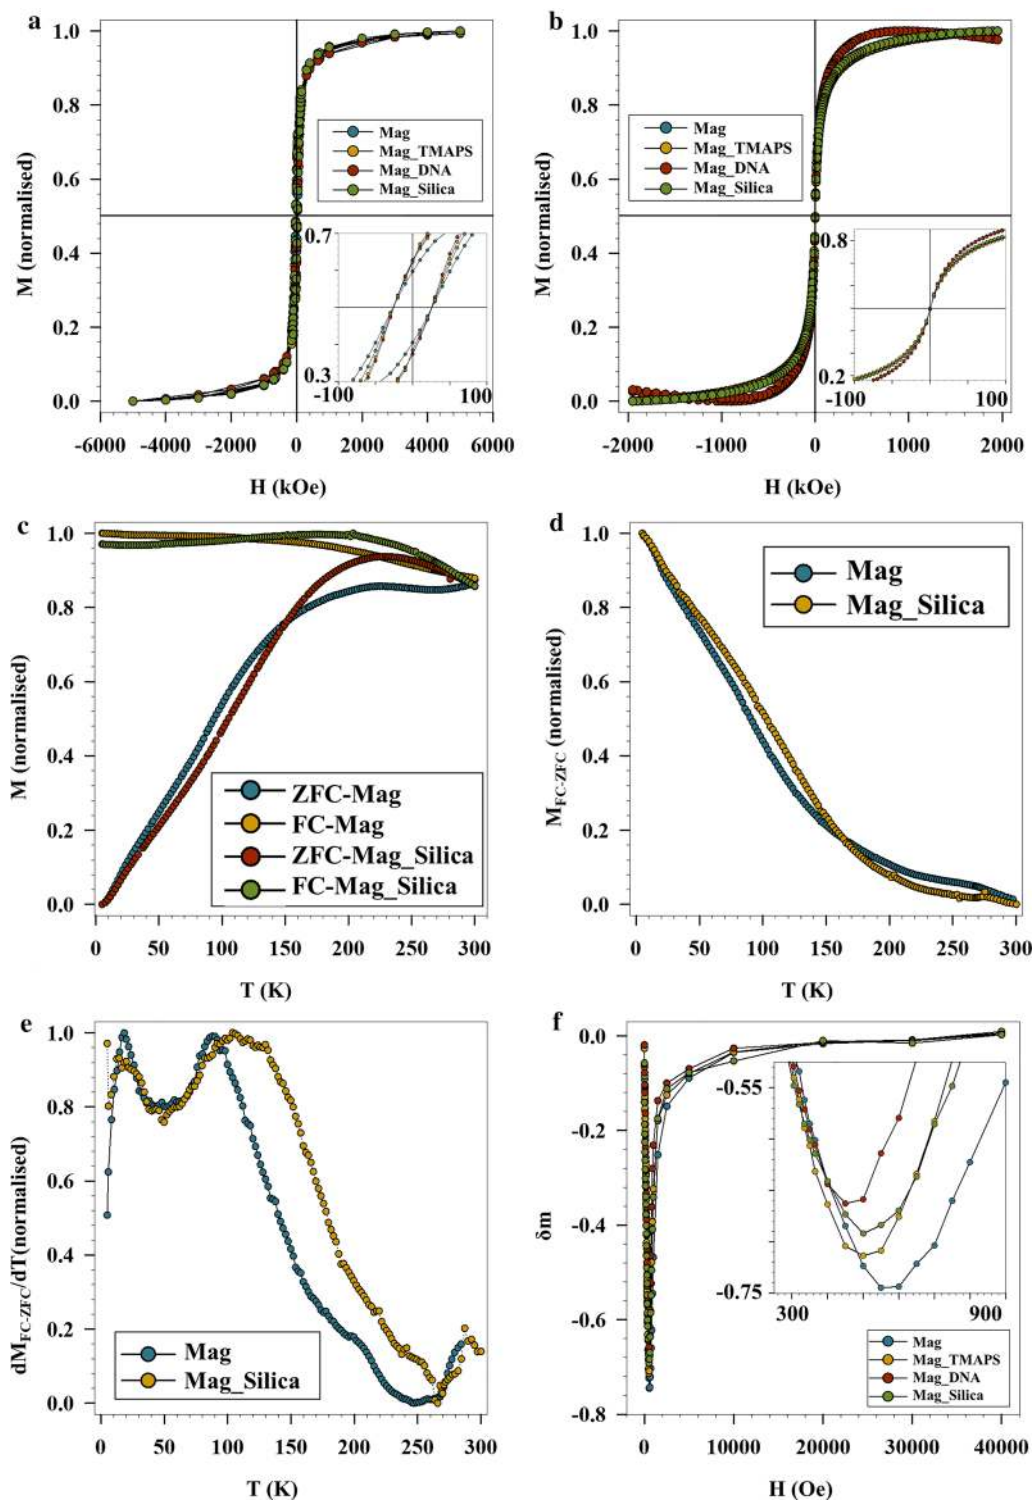 a
M (normalised)
1.0
0.8
0.6
0.4
0.2
0.0
Mag
Mag_TMAPS
Mag_DNA
Mag_Silica
0.7
0.3
-100
100
-6000 -4000 -2000 0 2000 4000 6000
H (kOe)
b
M (normalised)
1.0
0.8
0.6
0.4
0.2
0.0
Mag
Mag_TMAPS
Mag_DNA
Mag_Silica
0.8
0.2
-100
100
-2000 -1000 0 1000 2000
H (kOe)
c
M (normalised)
1.0
0.8
0.6
0.4
0.2
0.0
ZFC-Mag
FC-Mag
ZFC-Mag_Silica
FC-Mag_Silica
0 50 100 150 200 250 300
T (K)
d
M_FC-ZFC (normalised)
1.0
0.8
0.6
0.4
0.2
0.0
Mag
Mag_Silica
0 50 100 150 200 250 300
T (K)
e
dM_FC-ZFC/dT(normalised)
1.0
0.8
0.6
0.4
0.2
0.0
Mag
Mag_Silica
0 50 100 150 200 250 300
T (K)
f
δm
0.0
-0.2
-0.4
-0.6
-0.8
-0.55
-0.75
300
900
Mag
Mag_TMAPS
Mag_DNA
Mag_Silica
0 10000 20000 30000 40000
H (Oe)